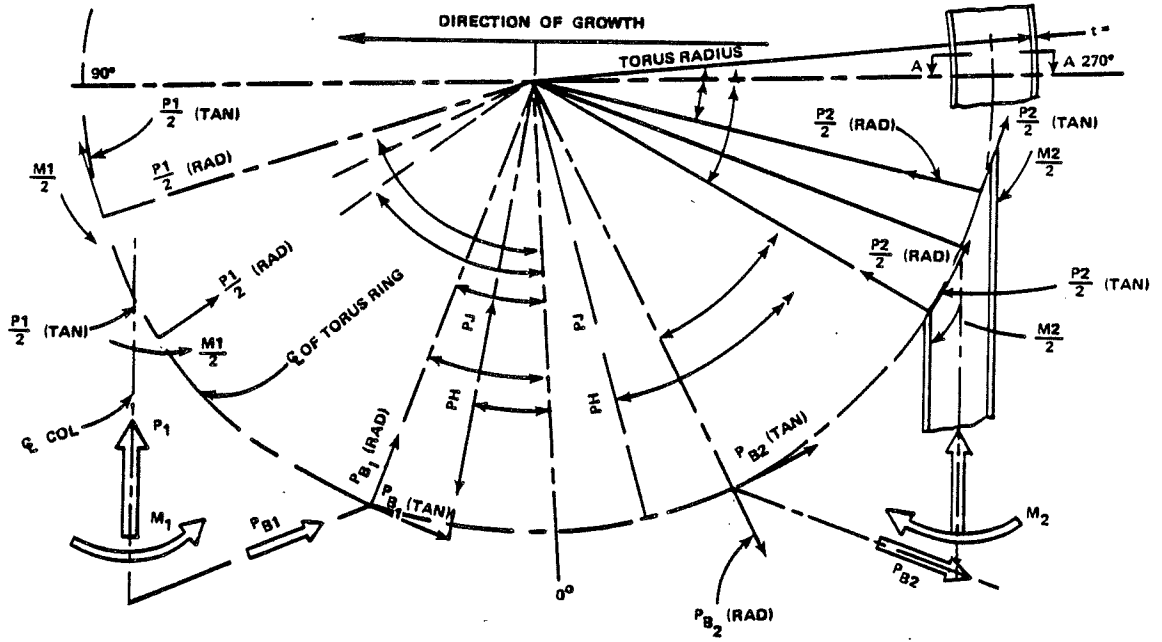 DIRECTION OF GROWTH
TORUS RADIUS
t =
A
A 270°
90°
P1/2 (TAN)
P2/2 (RAD)
P2/2 (TAN)
M1/2
P1/2 (RAD)
M2/2
P1/2 (RAD)
P2/2 (RAD)
P2/2 (TAN)
P1/2 (TAN)
M1/2
℄ OF TORUS RING
PJ
PJ
M2/2
PH
PH
℄ COL
P1
PB1 (RAD)
PB2 (TAN)
PB1 (TAN)
M1
PB1
M2
PB2
0°
PB2 (RAD)